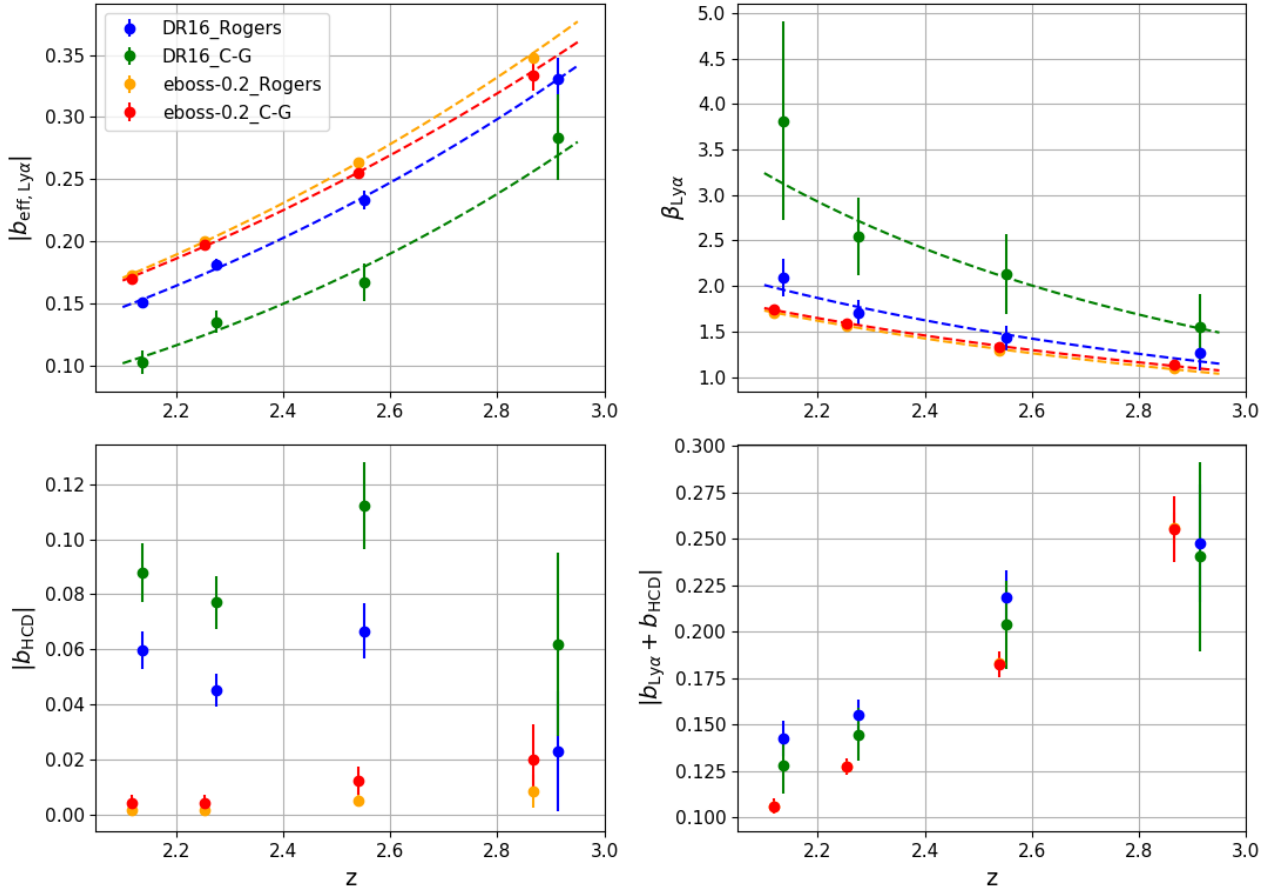 DR16_Rogers
DR16_C-G
eboss-0.2_Rogers
eboss-0.2_C-G
|b_eff, Lyα|
0.35
0.30
0.25
0.20
0.15
0.10
2.2 2.4 2.6 2.8 3.0
β_Lyα
5.0
4.5
4.0
3.5
3.0
2.5
2.0
1.5
1.0
2.2 2.4 2.6 2.8 3.0
|b_HCD|
0.12
0.10
0.08
0.06
0.04
0.02
0.00
2.2 2.4 2.6 2.8 3.0
z
|b_Lyα + b_HCD|
0.300
0.275
0.250
0.225
0.200
0.175
0.150
0.125
0.100
2.2 2.4 2.6 2.8 3.0
z